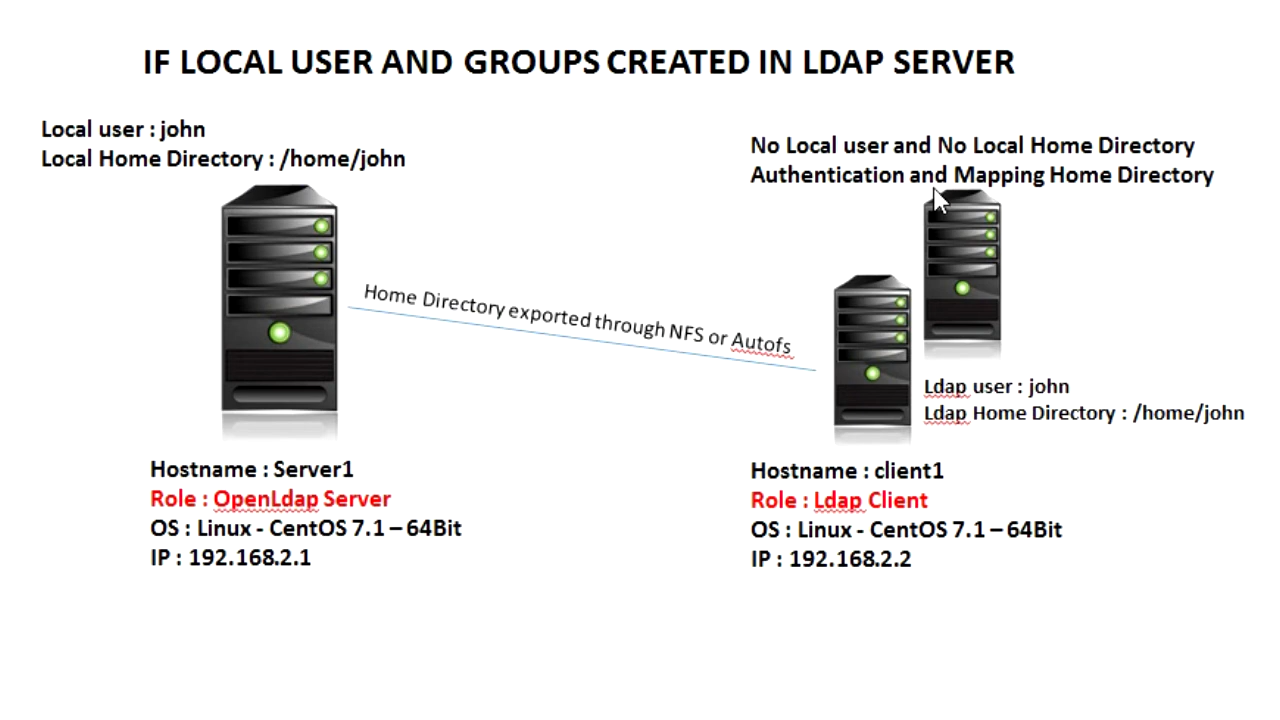 IF LOCAL USER AND GROUPS CREATED IN LDAP SERVER
Local user : john
Local Home Directory : /home/john
No Local user and No Local Home Directory
Authentication and Mapping Home Directory
Home Directory exported through NFS or Autofs
Ldap user : john
Ldap Home Directory : /home/john
Hostname : Server1
Role : OpenLdap Server
OS : Linux - CentOS 7.1 – 64Bit
IP : 192.168.2.1
Hostname : client1
Role : Ldap Client
OS : Linux - CentOS 7.1 – 64Bit
IP : 192.168.2.2